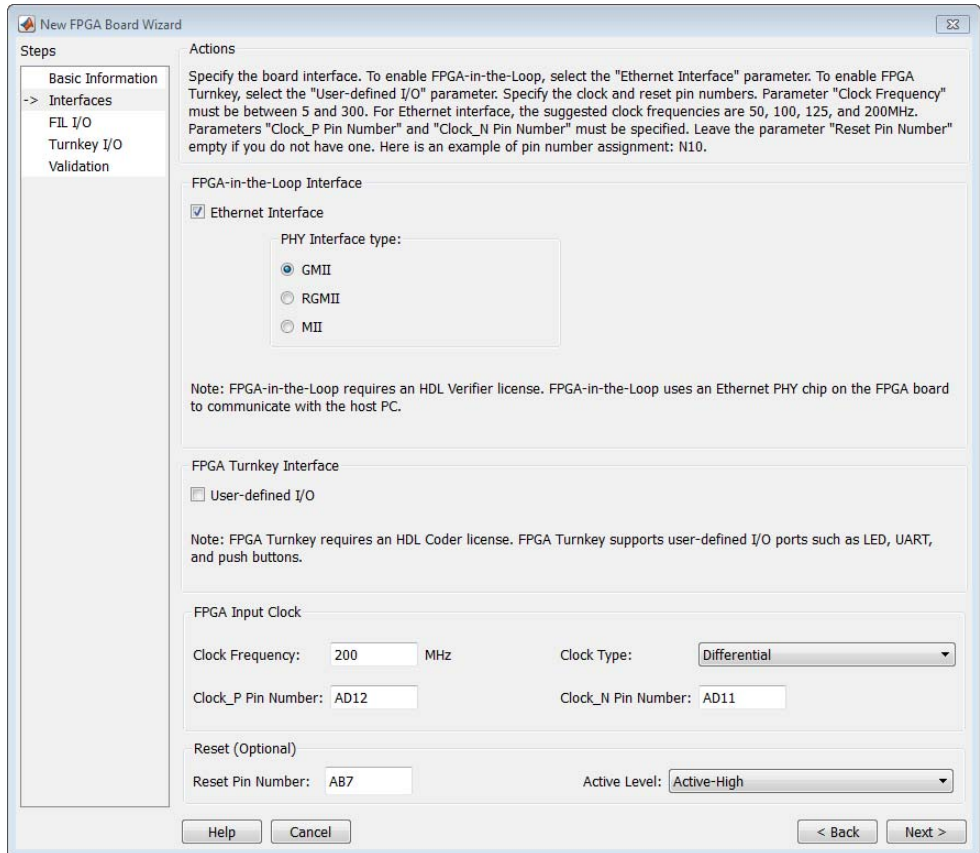 New FPGA Board Wizard
Steps
Basic Information
-> Interfaces
FIL I/O
Turnkey I/O
Validation
Actions
Specify the board interface. To enable FPGA-in-the-Loop, select the "Ethernet Interface" parameter. To enable FPGA
Turnkey, select the "User-defined I/O" parameter. Specify the clock and reset pin numbers. Parameter "Clock Frequency"
must be between 5 and 300. For Ethernet interface, the suggested clock frequencies are 50, 100, 125, and 200MHz.
Parameters "Clock_P Pin Number" and "Clock_N Pin Number" must be specified. Leave the parameter "Reset Pin Number"
empty if you do not have one. Here is an example of pin number assignment: N10.
FPGA-in-the-Loop Interface
Ethernet Interface
PHY Interface type:
GMII
RGMII
MII
Note: FPGA-in-the-Loop requires an HDL Verifier license. FPGA-in-the-Loop uses an Ethernet PHY chip on the FPGA board
to communicate with the host PC.
FPGA Turnkey Interface
User-defined I/O
Note: FPGA Turnkey requires an HDL Coder license. FPGA Turnkey supports user-defined I/O ports such as LED, UART,
and push buttons.
FPGA Input Clock
Clock Frequency: 200 MHz Clock Type: Differential
Clock_P Pin Number: AD12 Clock_N Pin Number: AD11
Reset (Optional)
Reset Pin Number: AB7 Active Level: Active-High
Help Cancel < Back Next >